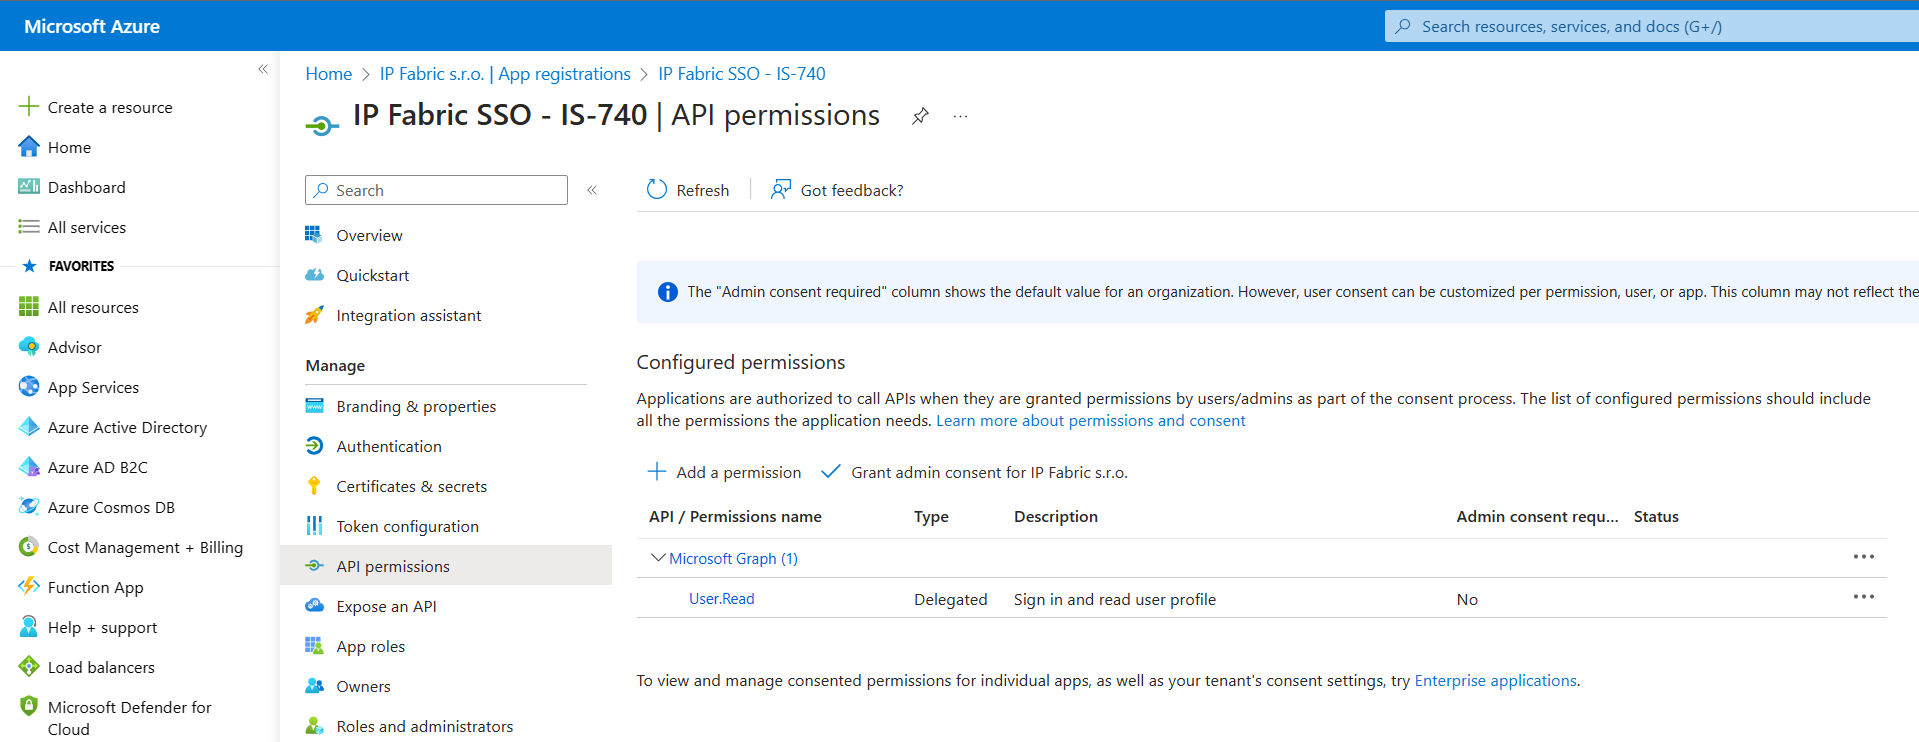 Microsoft Azure
Search resources, services, and docs (G+/)
Create a resource
Home
Dashboard
All services
FAVORITES
All resources
Advisor
App Services
Azure Active Directory
Azure AD B2C
Azure Cosmos DB
Cost Management + Billing
Function App
Help + support
Load balancers
Microsoft Defender for
Cloud
Home > IP Fabric s.r.o. | App registrations > IP Fabric SSO - IS-740
IP Fabric SSO - IS-740 | API permissions
Search
Overview
Quickstart
Integration assistant
Manage
Branding & properties
Authentication
Certificates & secrets
Token configuration
API permissions
Expose an API
App roles
Owners
Roles and administrators
Refresh
Got feedback?
The "Admin consent required" column shows the default value for an organization. However, user consent can be customized per permission, user, or app. This column may not reflect the
Configured permissions
Applications are authorized to call APIs when they are granted permissions by users/admins as part of the consent process. The list of configured permissions should include
all the permissions the application needs. Learn more about permissions and consent
Add a permission
Grant admin consent for IP Fabric s.r.o.
API / Permissions name Type Description Admin consent requ... Status
Microsoft Graph (1)
User.Read Delegated Sign in and read user profile No
To view and manage consented permissions for individual apps, as well as your tenant's consent settings, try Enterprise applications.